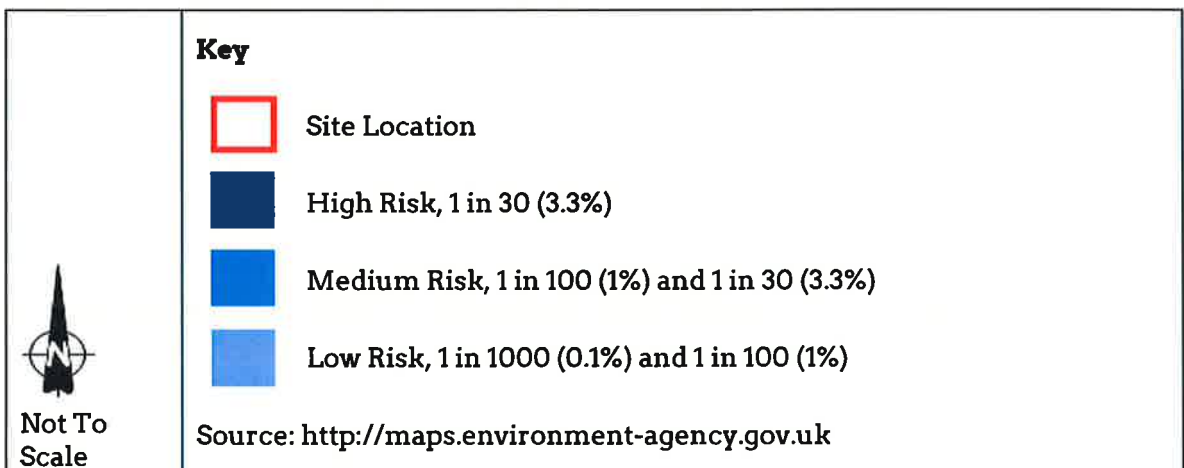 Key
Site Location
High Risk, 1 in 30 (3.3%)
Medium Risk, 1 in 100 (1%) and 1 in 30 (3.3%)
Low Risk, 1 in 1000 (0.1%) and 1 in 100 (1%)
Source: http://maps.environment-agency.gov.uk
N
Not To
Scale